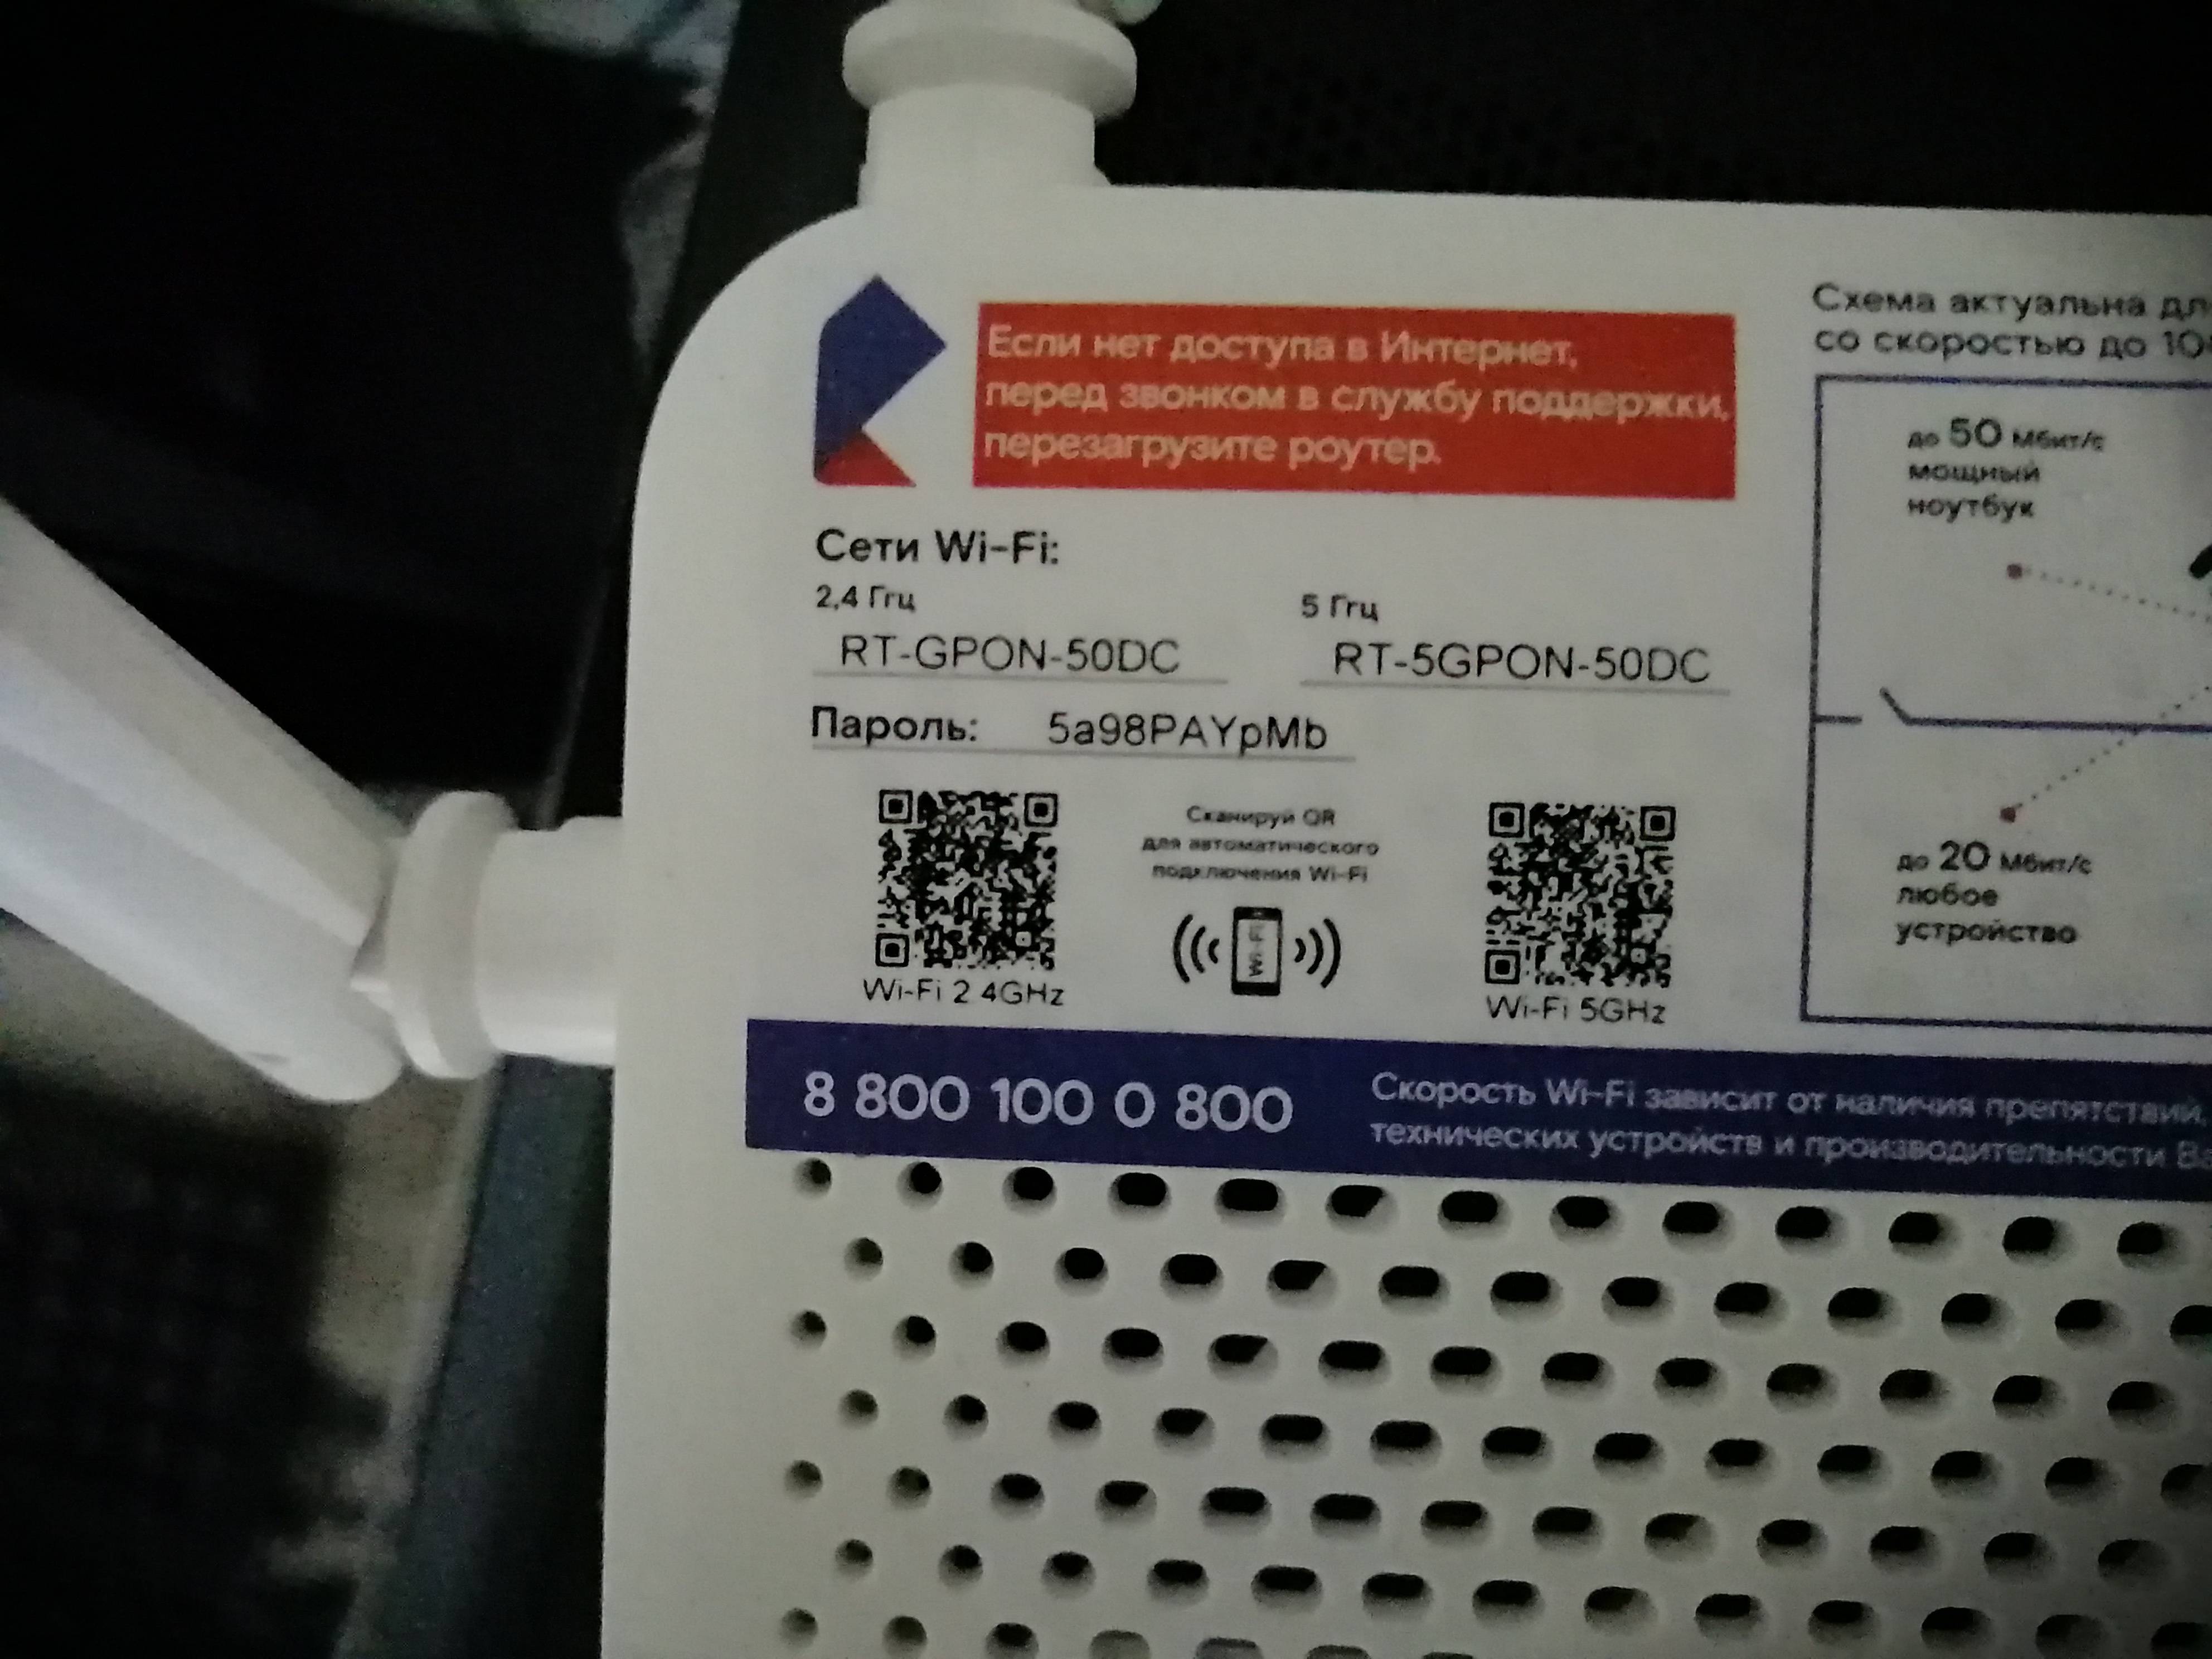 Если нет доступа в Интернет,
перед звонком в службу поддержки,
перезагрузите роутер.
Сети Wi-Fi:
2,4 Ггц
5 Ггц
RT-GPON-50DC
RT-5GPON-50DC
Пароль: 5a98PAYpMb
Сканируй QR
для автоматического
подключения Wi-Fi
Wi-Fi
Wi-Fi 2.4GHz
Wi-Fi 5GHz
8 800 100 0 800
Скорость Wi-Fi зависит от наличия препятствий,
технических устройств и производительности
Схема актуальна
со скоростью до
до 50 Мбит/с
мощный
ноутбук
до 20 Мбит/с
любое
устройство